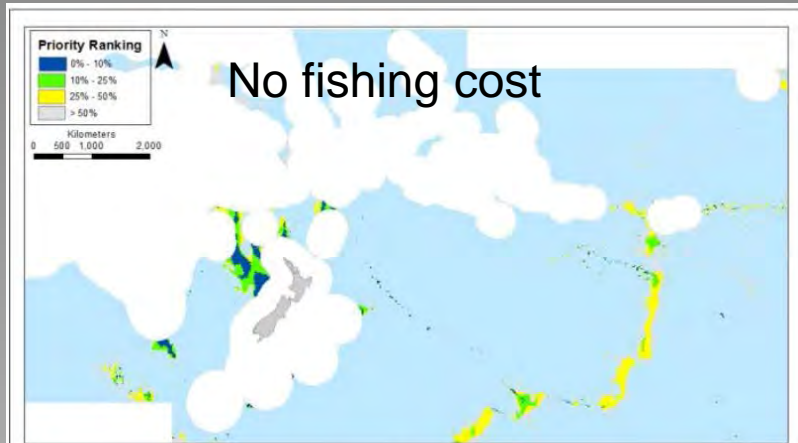 Priority Ranking
0% - 10%
10% - 25%
25% - 50%
> 50%
N
Kilometers
0 500 1,000 2,000
No fishing cost